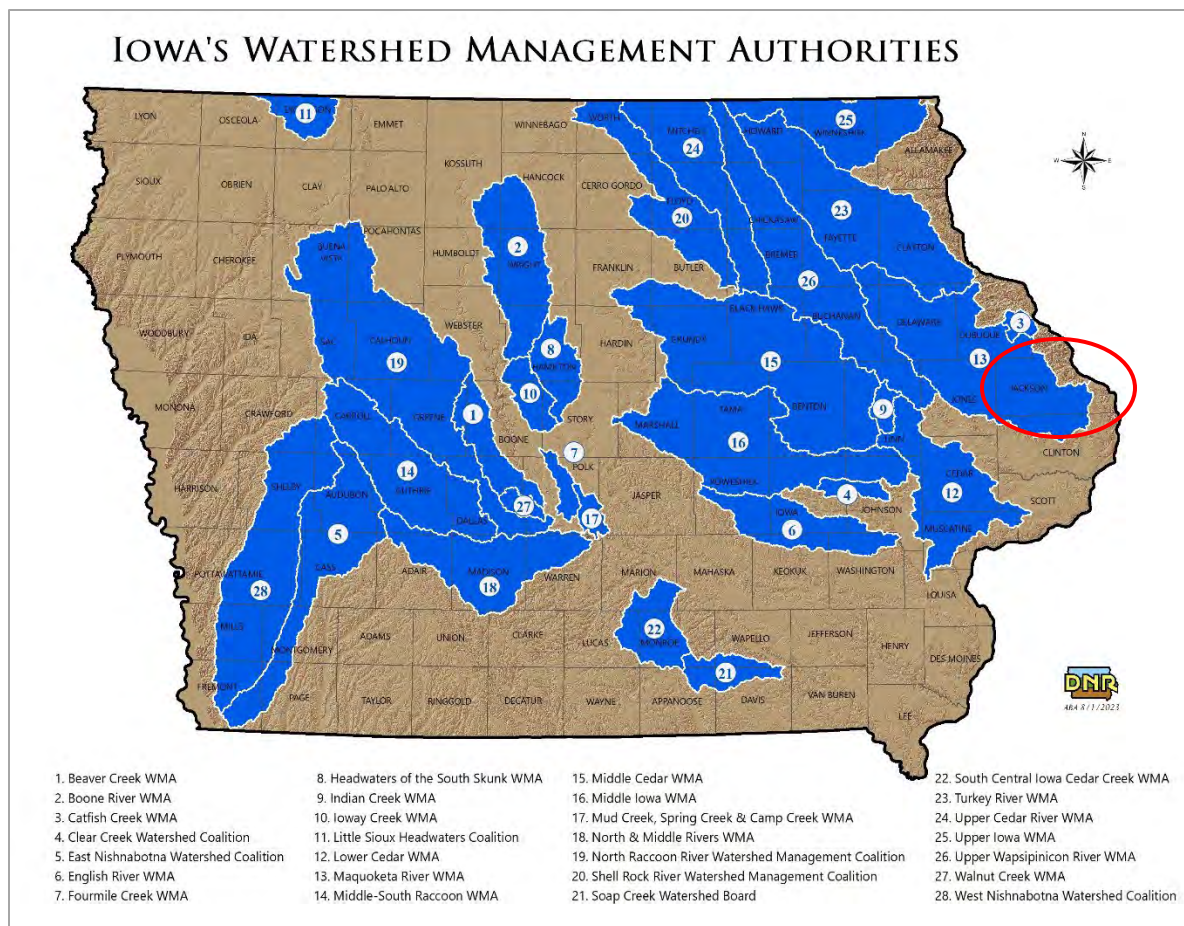 IOWA'S WATERSHED MANAGEMENT AUTHORITIES
LYON
OSCEOLA
DICKINSON
11
EMMET
WINNEBAGO
WORTH
MITCHELL
24
HOWARD
WINNESHIEK
25
ALLAMAKEE
N
E
S
W
SIOUX
OBRIEN
CLAY
PALO ALTO
KOSSUTH
HANCOCK
CERRO GORDO
FLOYD
20
CHICKASAW
23
FAYETTE
CLAYTON
PLYMOUTH
CHEROKEE
BUENA VISTA
POCAHONTAS
HUMBOLDT
2
WRIGHT
FRANKLIN
BUTLER
BREMER
26
WOODBURY
IDA
SAC
CALHOUN
19
WEBSTER
8
HAMILTON
10
HARDIN
GRUNDY
BLACK HAWK
15
BUCHANAN
DELAWARE
DUBUQUE
3
13
JACKSON
JONES
MONONA
CRAWFORD
CARROLL
GREENE
1
BOONE
STORY
MARSHALL
TAMA
16
BENTON
9
LINN
CLINTON
HARRISON
SHELBY
AUDUBON
14
GUTHRIE
DALLAS
27
7
POLK
17
JASPER
POWESHIEK
IOWA
6
4
JOHNSON
CEDAR
12
SCOTT
MUSCATINE
5
CASS
POTTAWATTAMIE
28
ADAIR
MADISON
18
WARREN
MARION
MAHASKA
KEOKUK
WASHINGTON
LOUISA
MILLS
MONTGOMERY
ADAMS
UNION
CLARKE
LUCAS
22
MONROE
WAPELLO
JEFFERSON
HENRY
DES MOINES
FREMONT
PAGE
TAYLOR
RINGGOLD
DECATUR
WAYNE
APPANOOSE
21
DAVIS
VAN BUREN
LEE
DNR
ARA 8/1/2023
1. Beaver Creek WMA
2. Boone River WMA
3. Catfish Creek WMA
4. Clear Creek Watershed Coalition
5. East Nishnabotna Watershed Coalition
6. English River WMA
7. Fourmile Creek WMA
8. Headwaters of the South Skunk WMA
9. Indian Creek WMA
10. Ioway Creek WMA
11. Little Sioux Headwaters Coalition
12. Lower Cedar WMA
13. Maquoketa River WMA
14. Middle-South Raccoon WMA
15. Middle Cedar WMA
16. Middle Iowa WMA
17. Mud Creek, Spring Creek & Camp Creek WMA
18. North & Middle Rivers WMA
19. North Raccoon River Watershed Management Coalition
20. Shell Rock River Watershed Management Coalition
21. Soap Creek Watershed Board
22. South Central Iowa Cedar Creek WMA
23. Turkey River WMA
24. Upper Cedar River WMA
25. Upper Iowa WMA
26. Upper Wapsipinicon River WMA
27. Walnut Creek WMA
28. West Nishnabotna Watershed Coalition